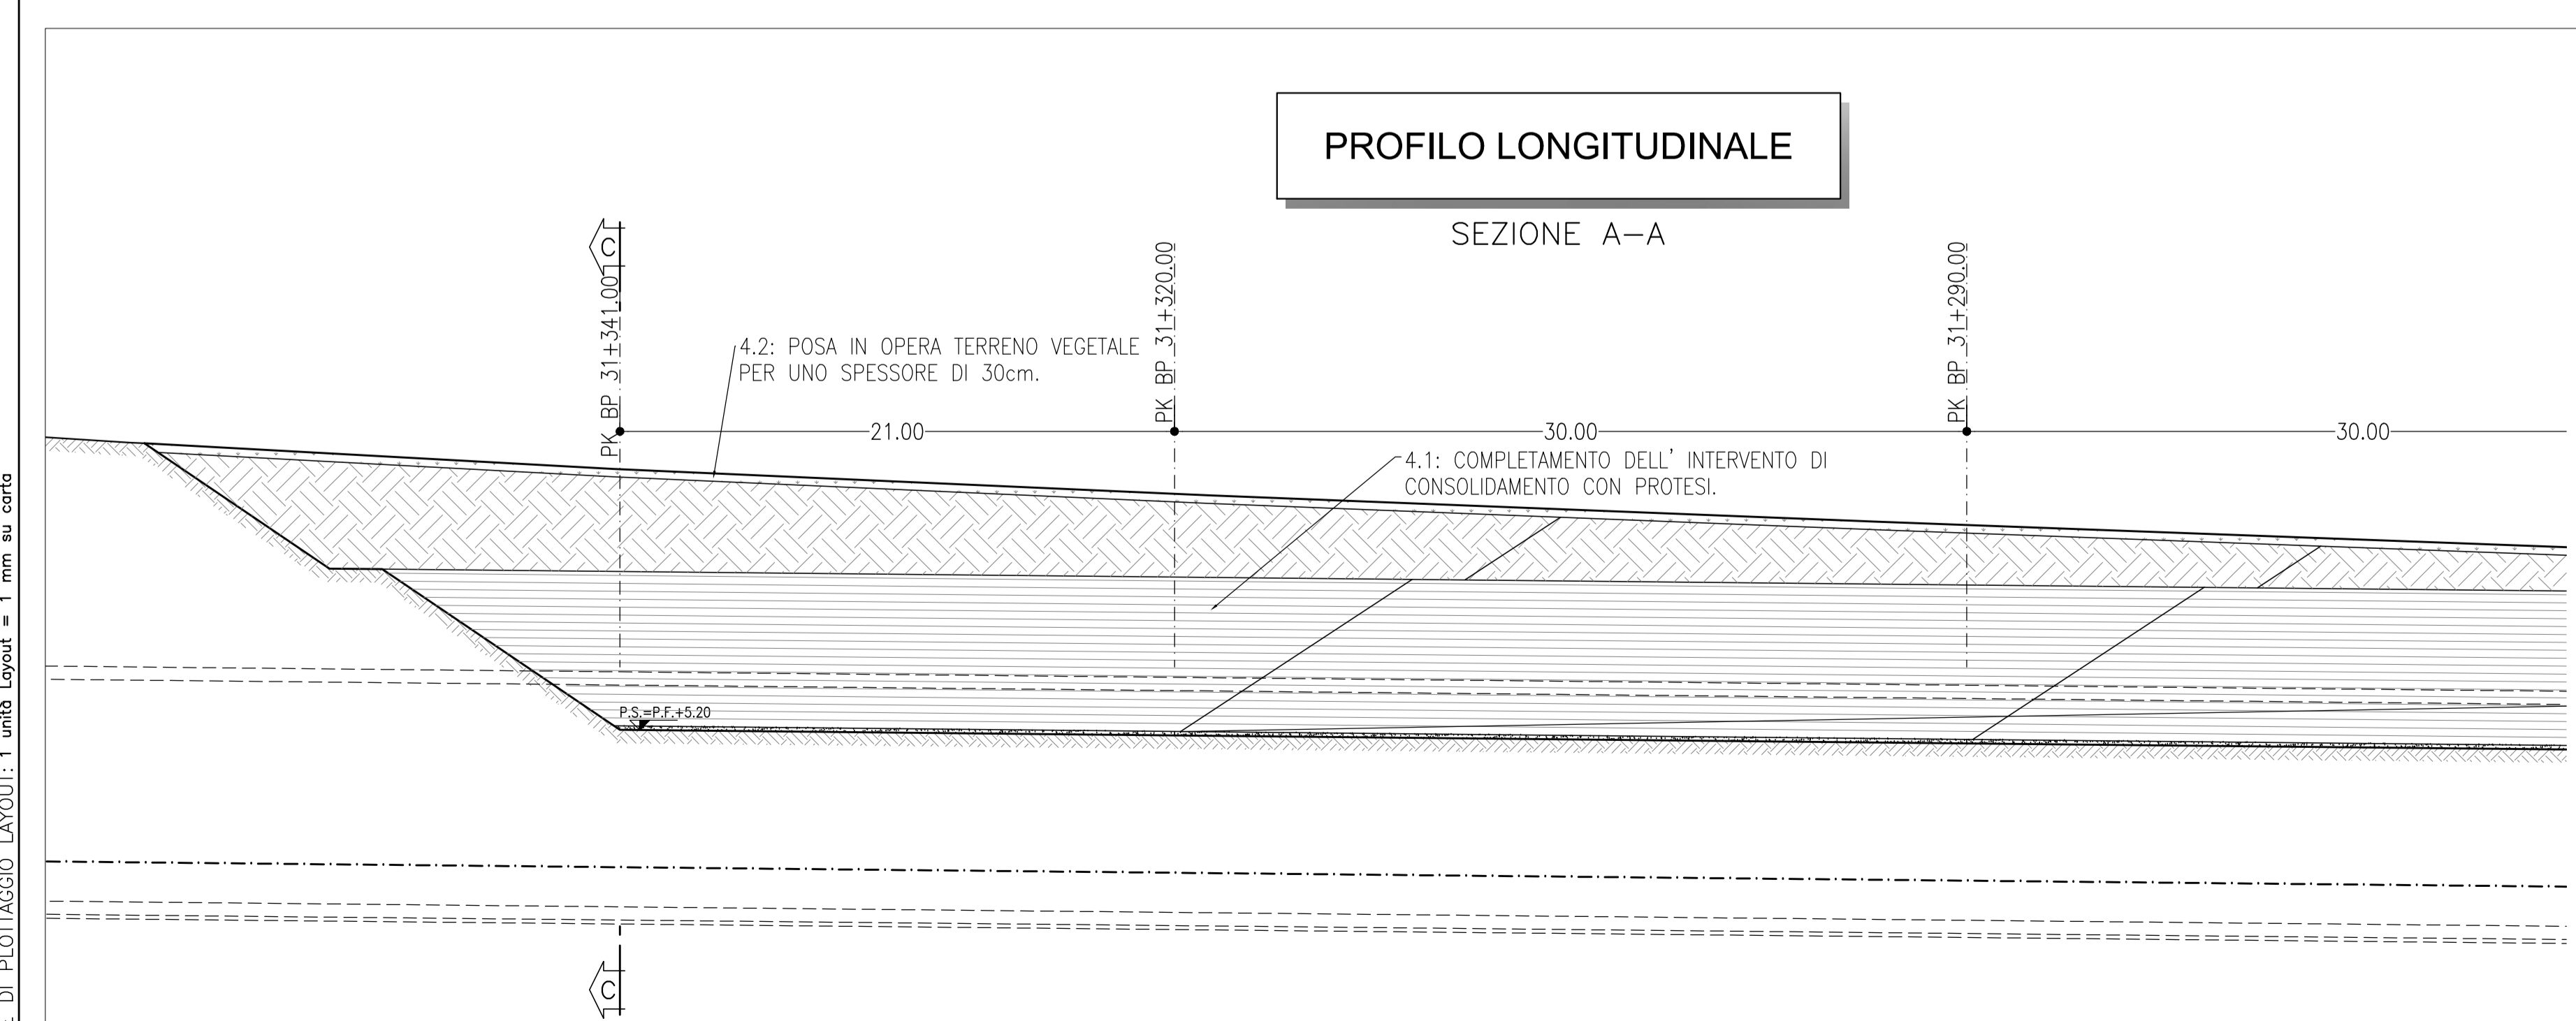 PROFILO LONGITUDINALE
SEZIONE A-A
C
PK BP 31+341.00
PK BP 31+320.00
PK BP 31+290.00
4.2: POSA IN OPERA TERRENO VEGETALE
PER UNO SPESSORE DI 30cm.
21.00
30.00
30.00
4.1: COMPLETAMENTO DELL' INTERVENTO DI
CONSOLIDAMENTO CON PROTESI.
P.S.=P.F.+5.20
C
DI PLOTTAGGIO LAYOUT: 1 unità Layout = 1 mm su carta